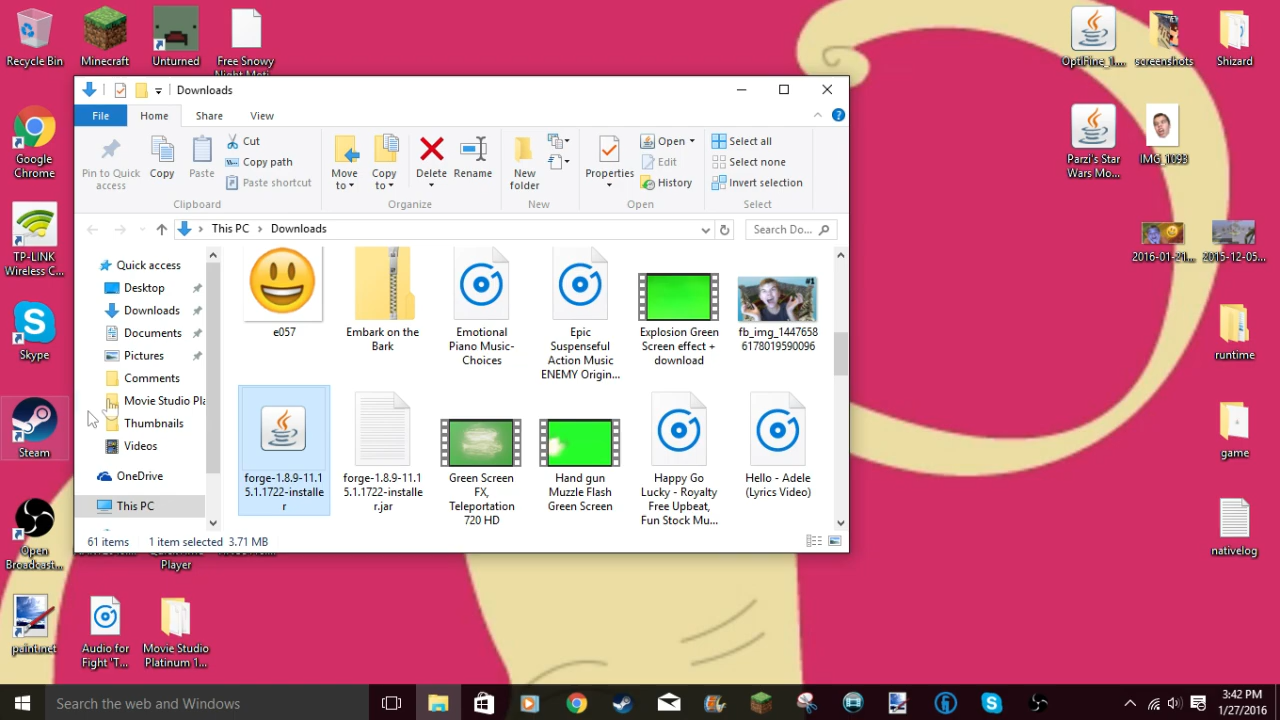 Recycle Bin
Minecraft
Unturned
Free Snowy
Night Moti...
OptiFine_1....
screenshots
Shizard
Google
Chrome
TP-LINK
Wireless C...
Skype
Steam
Open
Broadcast...
Player
paint.net
Audio for
Fight 'T...
Movie Studio
Platinum 1...
Parzi's Star
Wars Mo...
IMG_1093
2016-01-21...
2015-12-05...
runtime
game
nativelog
Downloads
File
Home
Share
View
Pin to Quick
access
Copy
Paste
Cut
Copy path
Paste shortcut
Clipboard
Move
to
Copy
to
Delete
Rename
Organize
New
folder
New
Properties
Open
Edit
History
Open
Select all
Select none
Invert selection
Select
This PC
Downloads
Search Do...
Quick access
Desktop
Downloads
Documents
Pictures
Comments
Movie Studio Pla
Thumbnails
Videos
OneDrive
This PC
e057
Embark on the
Bark
Emotional
Piano Music-
Choices
Epic
Suspenseful
Action Music
ENEMY Origin...
Explosion Green
Screen effect +
download
#1
fb_img_1447658
6178019590096
forge-1.8.9-11.1
5.1.1722-installe
r
forge-1.8.9-11.1
5.1.1722-installe
r.jar
Green Screen
FX,
Teleportation
720 HD
Hand gun
Muzzle Flash
Green Screen
Happy Go
Lucky - Royalty
Free Upbeat,
Fun Stock Mu...
Hello - Adele
(Lyrics Video)
61 items
1 item selected 3.71 MB
Search the web and Windows
3:42 PM
1/27/2016